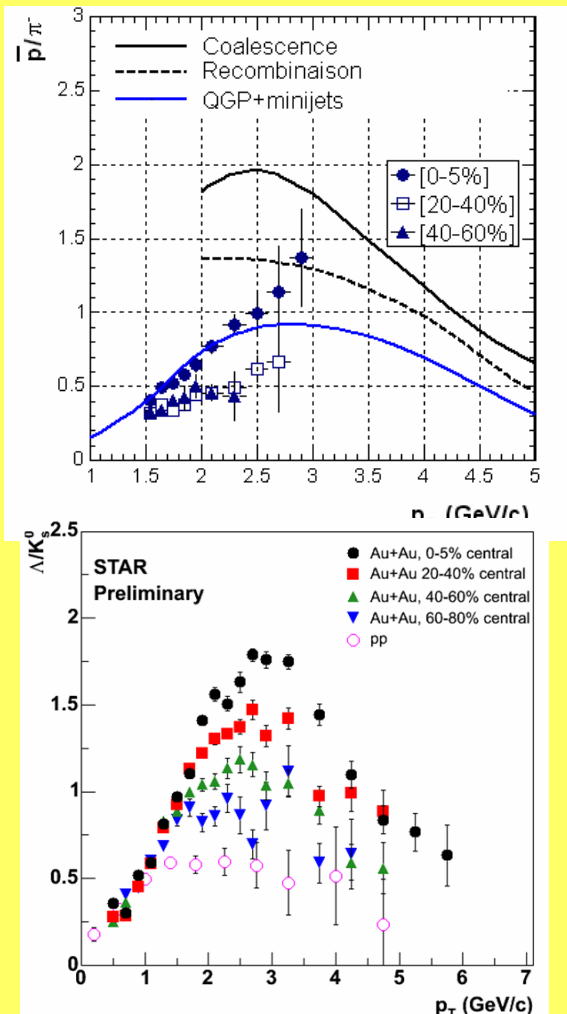 p̅/π⁻
3
2.5
2
1.5
1
0.5
0
Coalescence
Recombinaison
QGP+minijets
[0-5%]
[20-40%]
[40-60%]
1 1.5 2 2.5 3 3.5 4 4.5 5
(GeV/c)
Λ/K⁰s
2.5
2
1.5
1
0.5
0
STAR
Preliminary
Au+Au, 0-5% central
Au+Au 20-40% central
Au+Au, 40-60% central
Au+Au, 60-80% central
pp
0 1 2 3 4 5 6 7
pT (GeV/c)